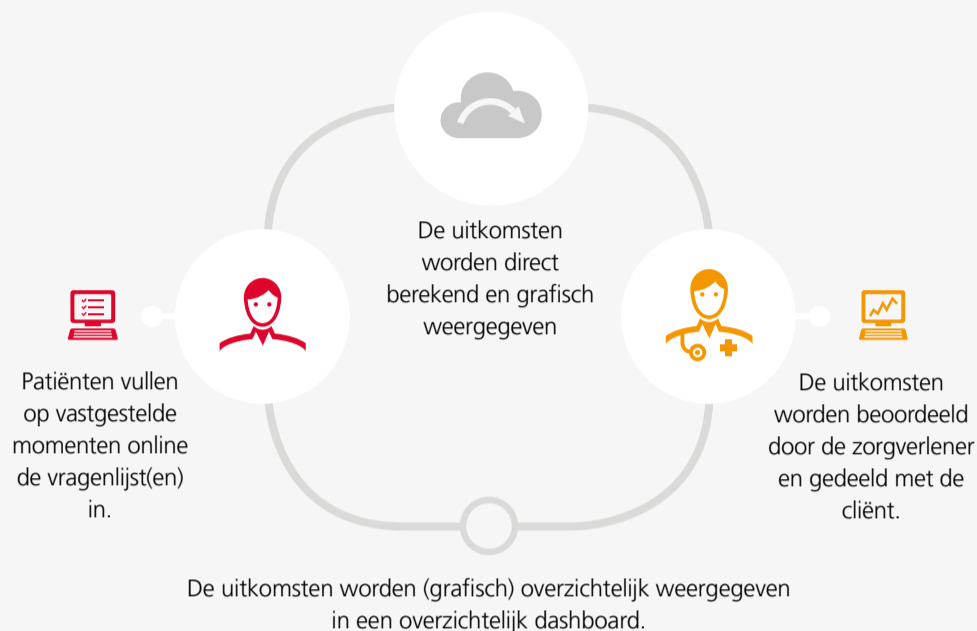 De uitkomsten
worden direct
berekend en grafisch
weergegeven
Patiënten vullen
op vastgestelde
momenten online
de vragenlijst(en)
in.
De uitkomsten
worden beoordeeld
door de zorgverlener
en gedeeld met de
cliënt.
De uitkomsten worden (grafisch) overzichtelijk weergegeven
in een overzichtelijk dashboard.